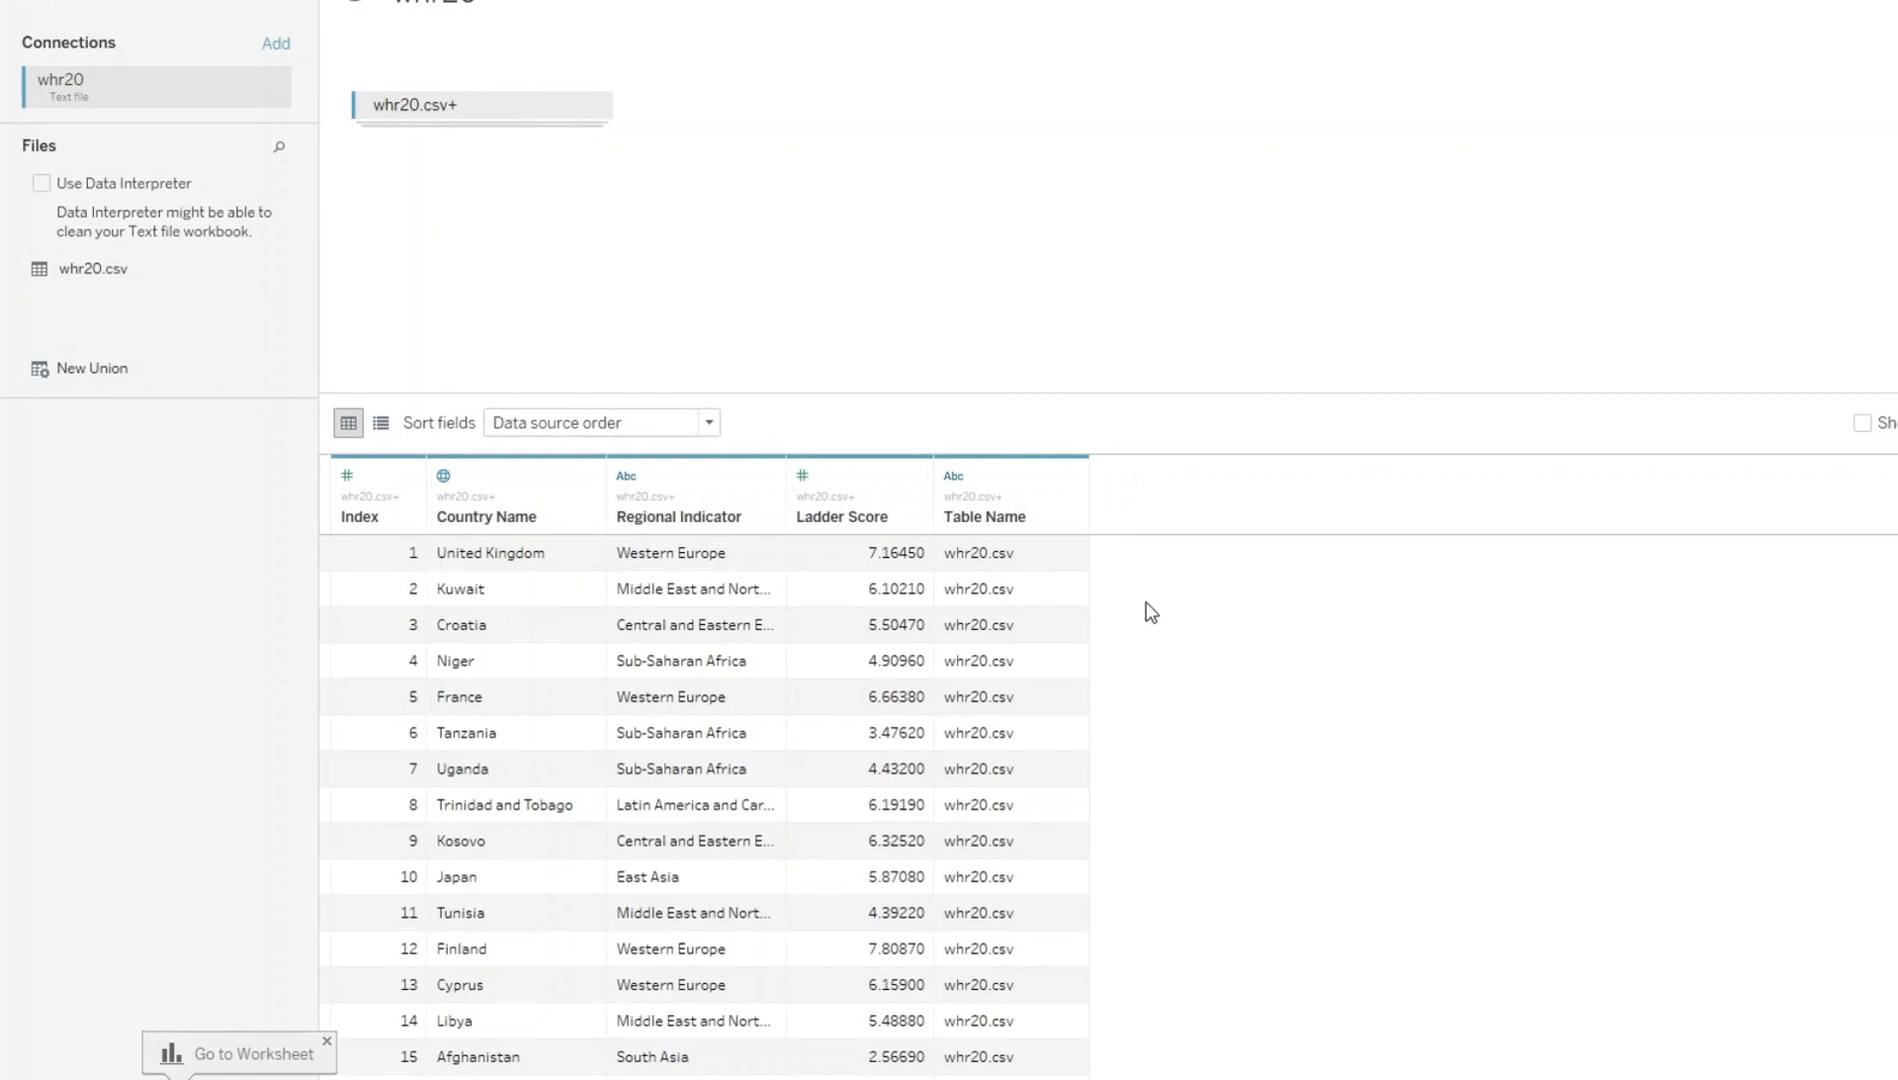 whr20
Connections
Add
whr20
Text file
Files
Use Data Interpreter
Data Interpreter might be able to
clean your Text file workbook.
whr20.csv
New Union
whr20.csv+
Sort fields
Data source order
Sho
# whr20.csv+ Index
whr20.csv+ Country Name
Abc whr20.csv+ Regional Indicator
# whr20.csv+ Ladder Score
Abc whr20.csv+ Table Name
1 United Kingdom Western Europe 7.16450 whr20.csv
2 Kuwait Middle East and Nort... 6.10210 whr20.csv
3 Croatia Central and Eastern E... 5.50470 whr20.csv
4 Niger Sub-Saharan Africa 4.90960 whr20.csv
5 France Western Europe 6.66380 whr20.csv
6 Tanzania Sub-Saharan Africa 3.47620 whr20.csv
7 Uganda Sub-Saharan Africa 4.43200 whr20.csv
8 Trinidad and Tobago Latin America and Car... 6.19190 whr20.csv
9 Kosovo Central and Eastern E... 6.32520 whr20.csv
10 Japan East Asia 5.87080 whr20.csv
11 Tunisia Middle East and Nort... 4.39220 whr20.csv
12 Finland Western Europe 7.80870 whr20.csv
13 Cyprus Western Europe 6.15900 whr20.csv
14 Libya Middle East and Nort... 5.48880 whr20.csv
15 Afghanistan South Asia 2.56690 whr20.csv
Go to Worksheet